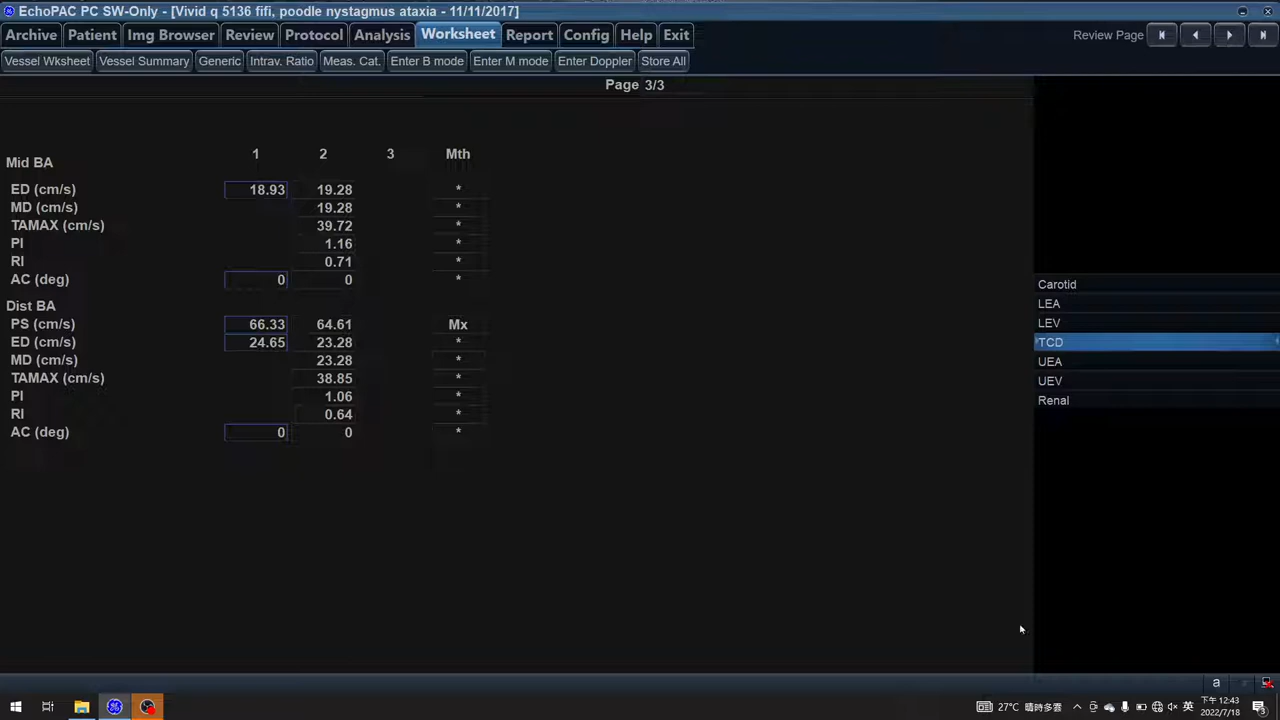 EchoPAC PC SW-Only - [Vivid q 5136 fifi, poodle nystagmus ataxia - 11/11/2017]
Archive Patient Img Browser Review Protocol Analysis Worksheet Report Config Help Exit Review Page
Vessel Wksheet Vessel Summary Generic Intrav. Ratio Meas. Cat. Enter B mode Enter M mode Enter Doppler Store All
Page 3/3
Mid BA 1 2 3 Mth
ED (cm/s) 18.93 19.28 *
MD (cm/s) 19.28 *
TAMAX (cm/s) 39.72 *
PI 1.16 *
RI 0.71 *
AC (deg) 0 0 *
Dist BA
PS (cm/s) 66.33 64.61 Mx
ED (cm/s) 24.65 23.28 *
MD (cm/s) 23.28 *
TAMAX (cm/s) 38.85 *
PI 1.06 *
RI 0.64 *
AC (deg) 0 0 *
Carotid
LEA
LEV
TCD
UEA
UEV
Renal
a
27°C 晴時多雲 英 下午 12:43
2022/7/18